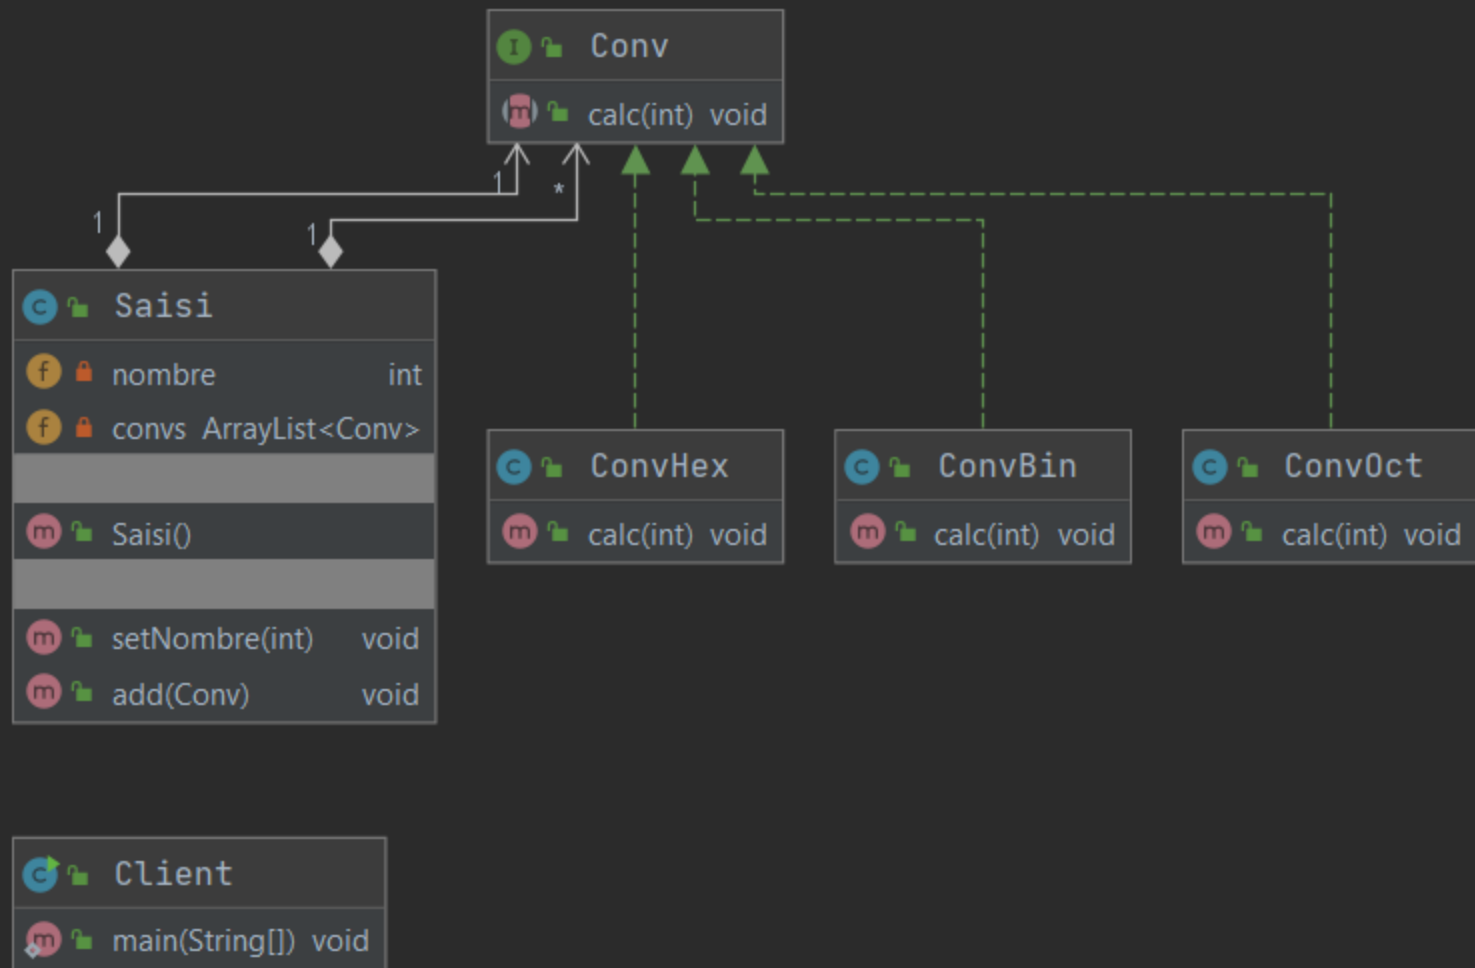 Conv
calc(int) void
1
*
1
1
Saisi
nombre int
convs ArrayList<Conv>
Saisi()
setNombre(int) void
add(Conv) void
ConvHex
calc(int) void
ConvBin
calc(int) void
ConvOct
calc(int) void
Client
main(String[]) void